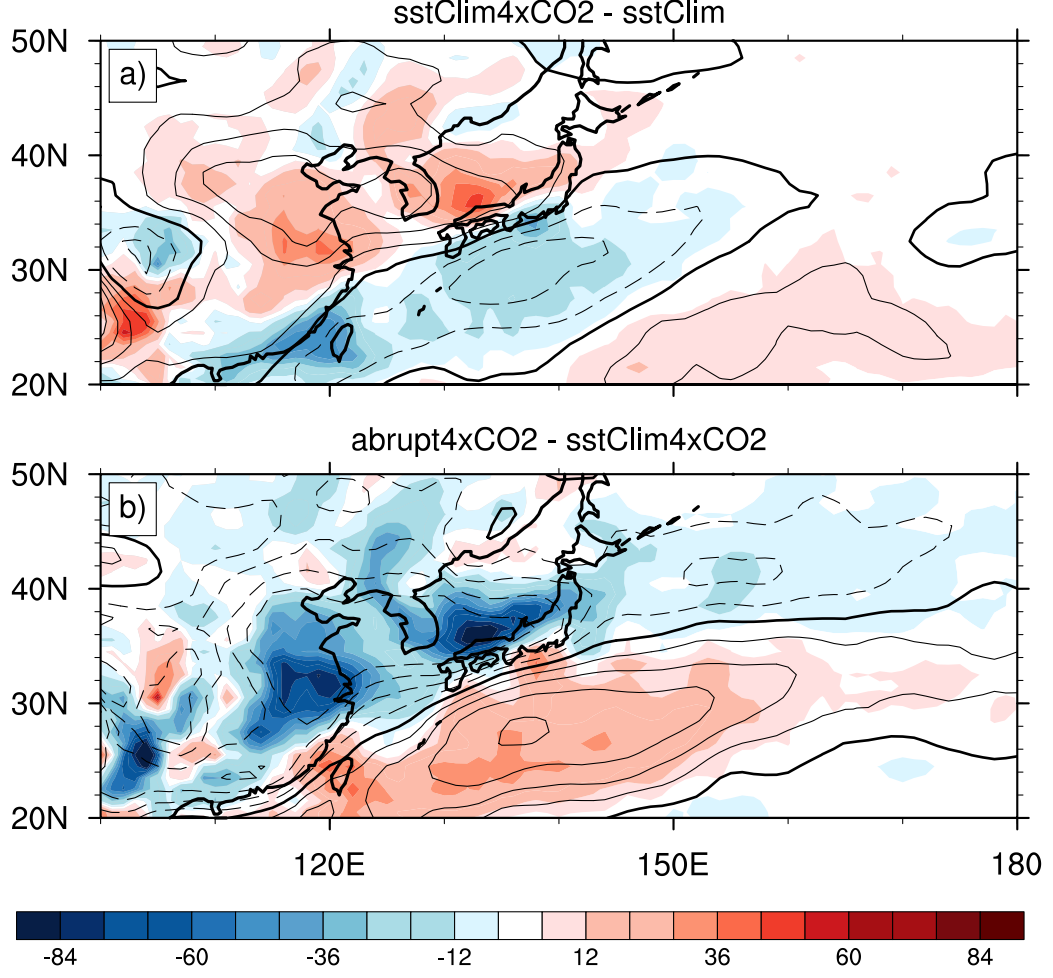 sstClim4xCO2 - sstClim
50N
a)
40N
30N
20N
abrupt4xCO2 - sstClim4xCO2
50N
b)
40N
30N
20N
120E 150E 180
-84 -60 -36 -12 12 36 60 84